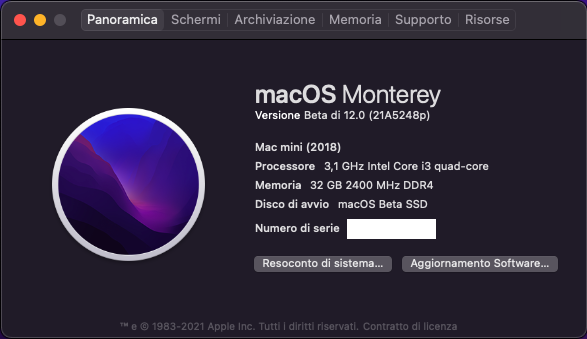 Panoramica Schermi Archiviazione Memoria Supporto Risorse
macOS Monterey
Versione Beta di 12.0 (21A5248p)
Mac mini (2018)
Processore 3,1 GHz Intel Core i3 quad-core
Memoria 32 GB 2400 MHz DDR4
Disco di avvio macOS Beta SSD
Numero di serie
Resoconto di sistema... Aggiornamento Software...
™ e © 1983-2021 Apple Inc. Tutti i diritti riservati. Contratto di licenza